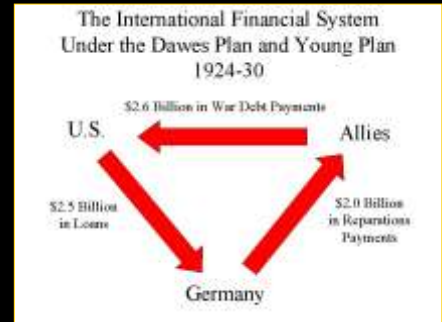 The International Financial System
Under the Dawes Plan and Young Plan
1924-30
$2.6 Billion in War Debt Payments
U.S.
Allies
$2.5 Billion
in Loans
$2.0 Billion
in Reparations
Payments
Germany